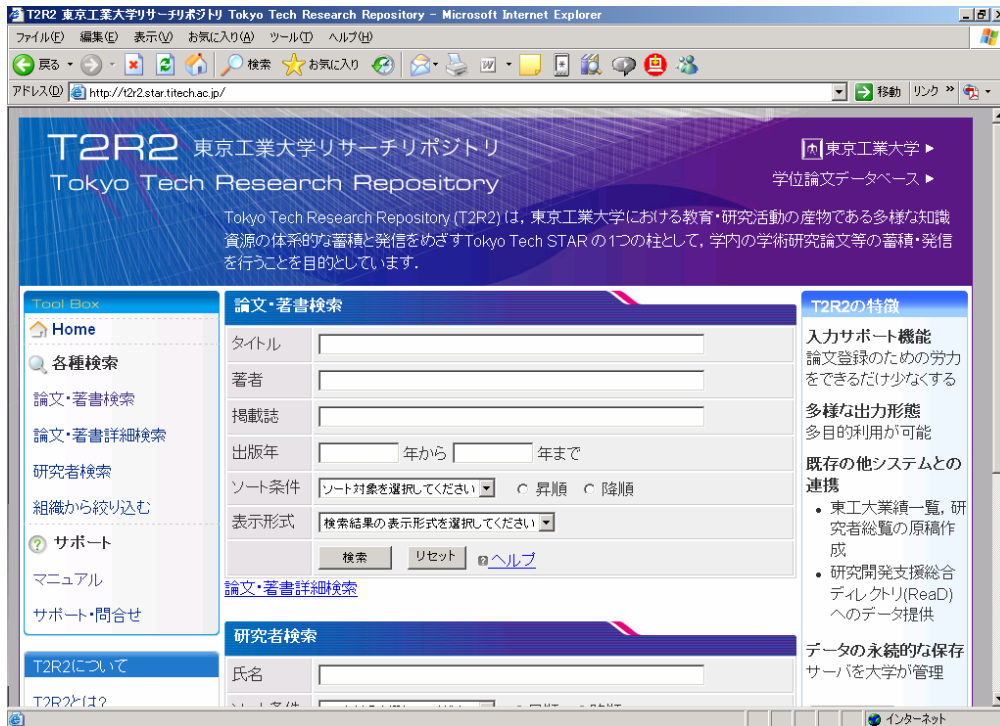 T2R2 東京工業大学リサーチリポジトリ Tokyo Tech Research Repository - Microsoft Internet Explorer
ファイル(F) 編集(E) 表示(V) お気に入り(A) ツール(T) ヘルプ(H)
戻る 検索 お気に入り
アドレス(D) http://t2r2.star.titech.ac.jp/ 移動 リンク »
T2R2 東京工業大学リサーチリポジトリ
東京工業大学
Tokyo Tech Research Repository
学位論文データベース
Tokyo Tech Research Repository (T2R2) は, 東京工業大学における教育・研究活動の産物である多様な知識
資源の体系的な蓄積と発信をめざすTokyo Tech STAR の1つの柱として, 学内の学術研究論文等の蓄積・発信
を行うことを目的としています.
Tool Box
Home
各種検索
論文・著書検索
論文・著書詳細検索
研究者検索
組織から絞り込む
サポート
マニュアル
サポート・問合せ
T2R2について
T2R2とは?
論文・著書検索
タイトル
著者
掲載誌
出版年 年から 年まで
ソート条件 ソート対象を選択してください 昇順 降順
表示形式 検索結果の表示形式を選択してください
検索 リセット ヘルプ
論文・著書詳細検索
研究者検索
氏名
T2R2の特徴
入力サポート機能
論文登録のための労力
をできるだけ少なくする
多様な出力形態
多目的利用が可能
既存の他システムとの
連携
• 東工大業績一覧, 研
究者総覧の原稿作
成
• 研究開発支援総合
ディレクトリ(ReaD)
へのデータ提供
データの永続的な保存
サーバを大学が管理
インターネット